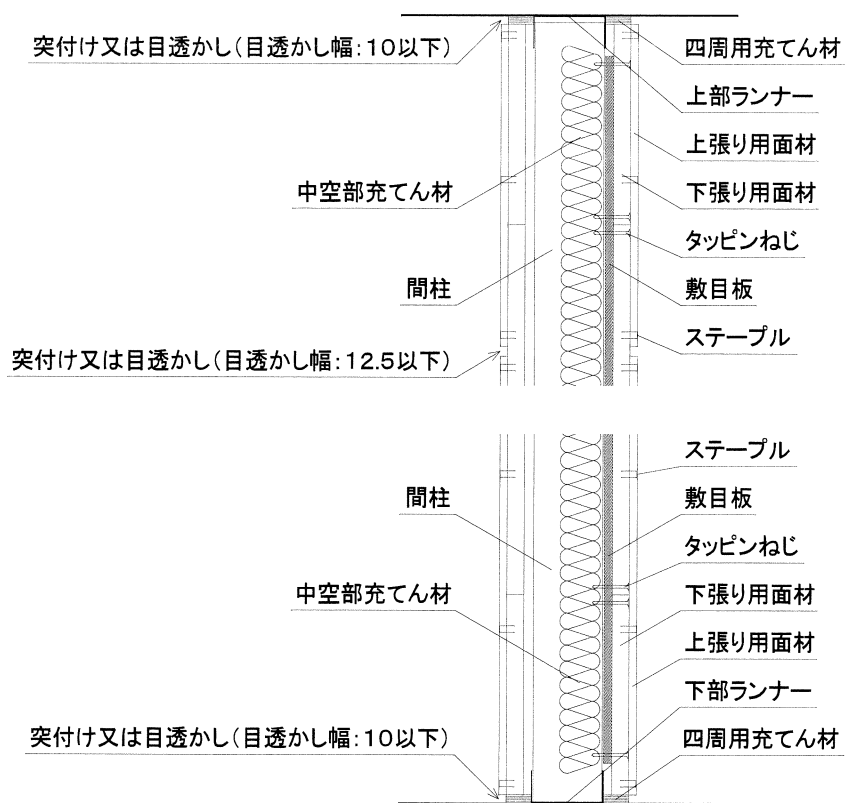 突付け又は目透かし(目透かし幅:10以下)
四周用充てん材
上部ランナー
上張り用面材
中空部充てん材
下張り用面材
タッピンねじ
間柱
敷目板
ステープル
突付け又は目透かし(目透かし幅:12.5以下)
ステープル
間柱
敷目板
タッピンねじ
中空部充てん材
下張り用面材
上張り用面材
下部ランナー
突付け又は目透かし(目透かし幅:10以下)
四周用充てん材